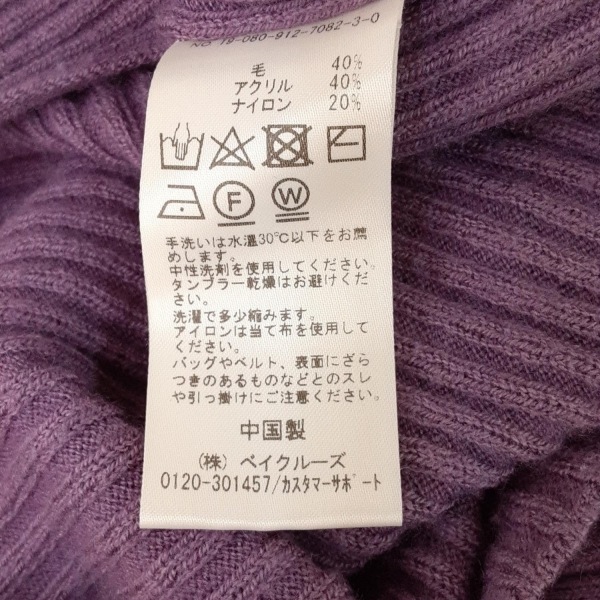 NO 19-080-912-7082-3-0
毛 40%
アクリル 40%
ナイロン 20%
F W
手洗いは水温30℃以下をお薦
めします。
中性洗剤を使用してください。
タンブラー乾燥はお避けくだ
さい。
洗濯で多少縮みます。
アイロンは当て布を使用して
ください。
バッグやベルト、表面にざら
つきのあるものなどとのスレ
や引っ掛けにご注意ください。
中国製
(株) ベイクルーズ
0120-301457/カスタマーサポート